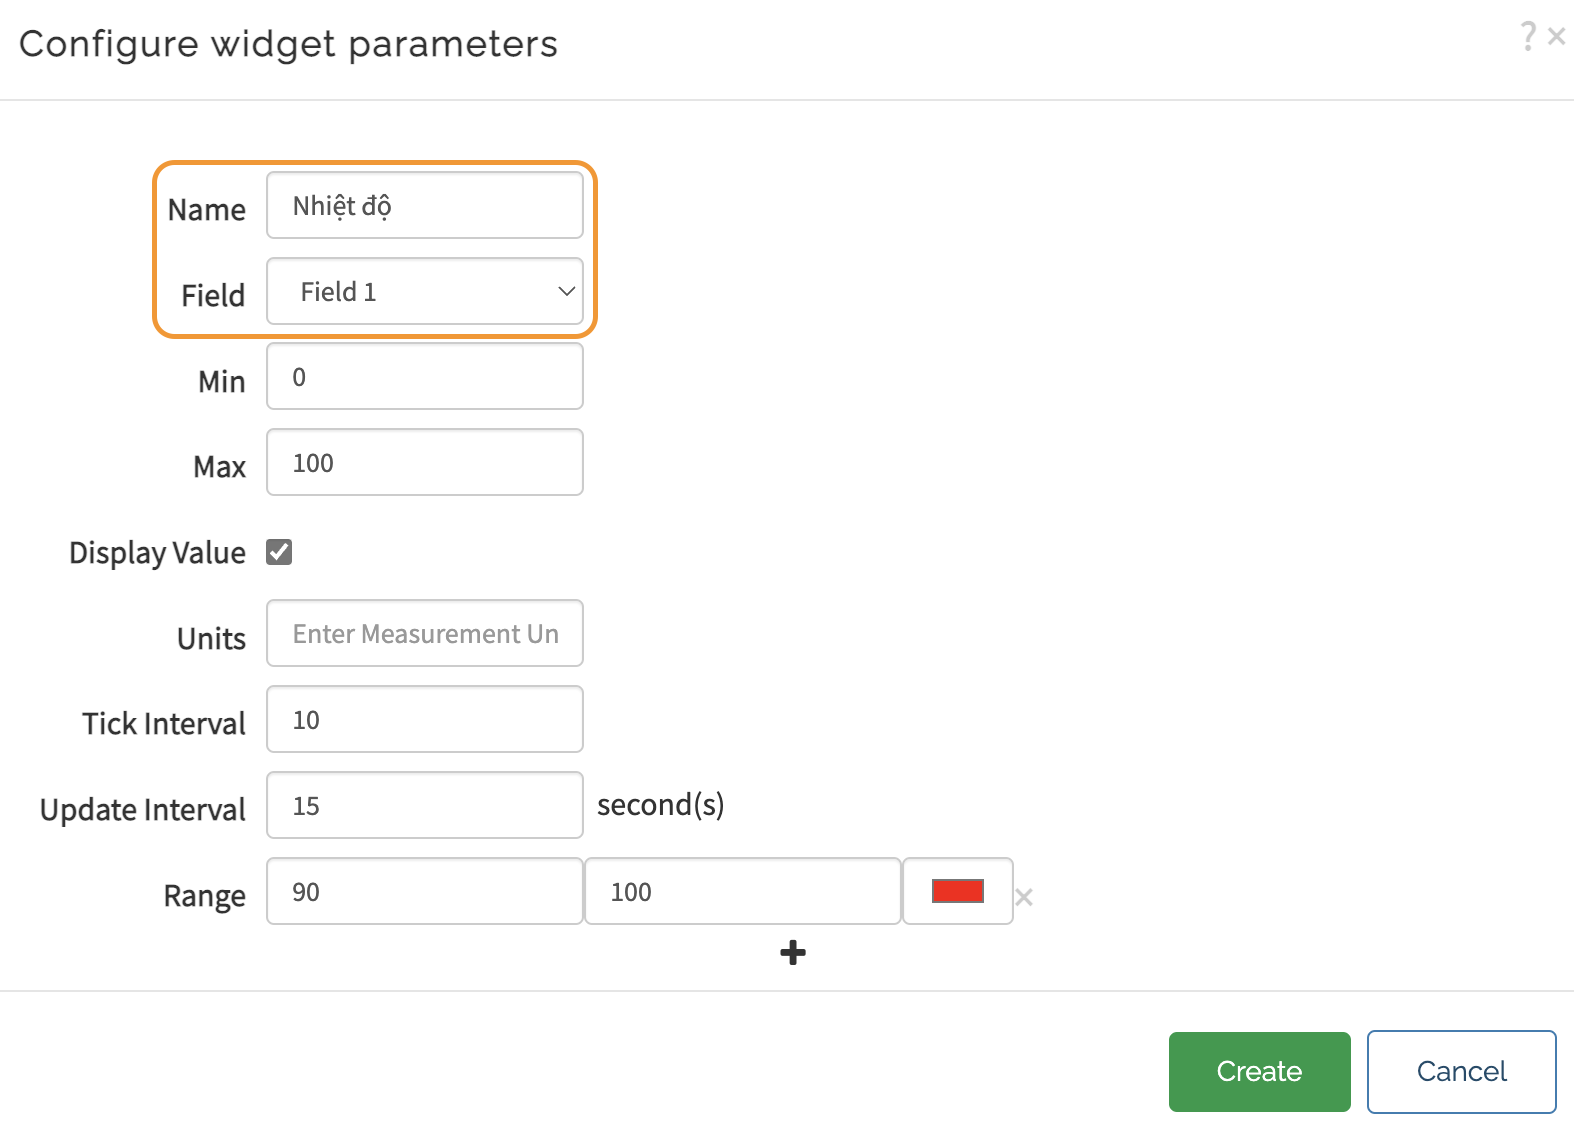 Configure widget parameters ? ×
Name Nhiệt độ
Field Field 1
Min 0
Max 100
Display Value
Units Enter Measurement Un
Tick Interval 10
Update Interval 15 second(s)
Range 90 100 ×
+
Create Cancel